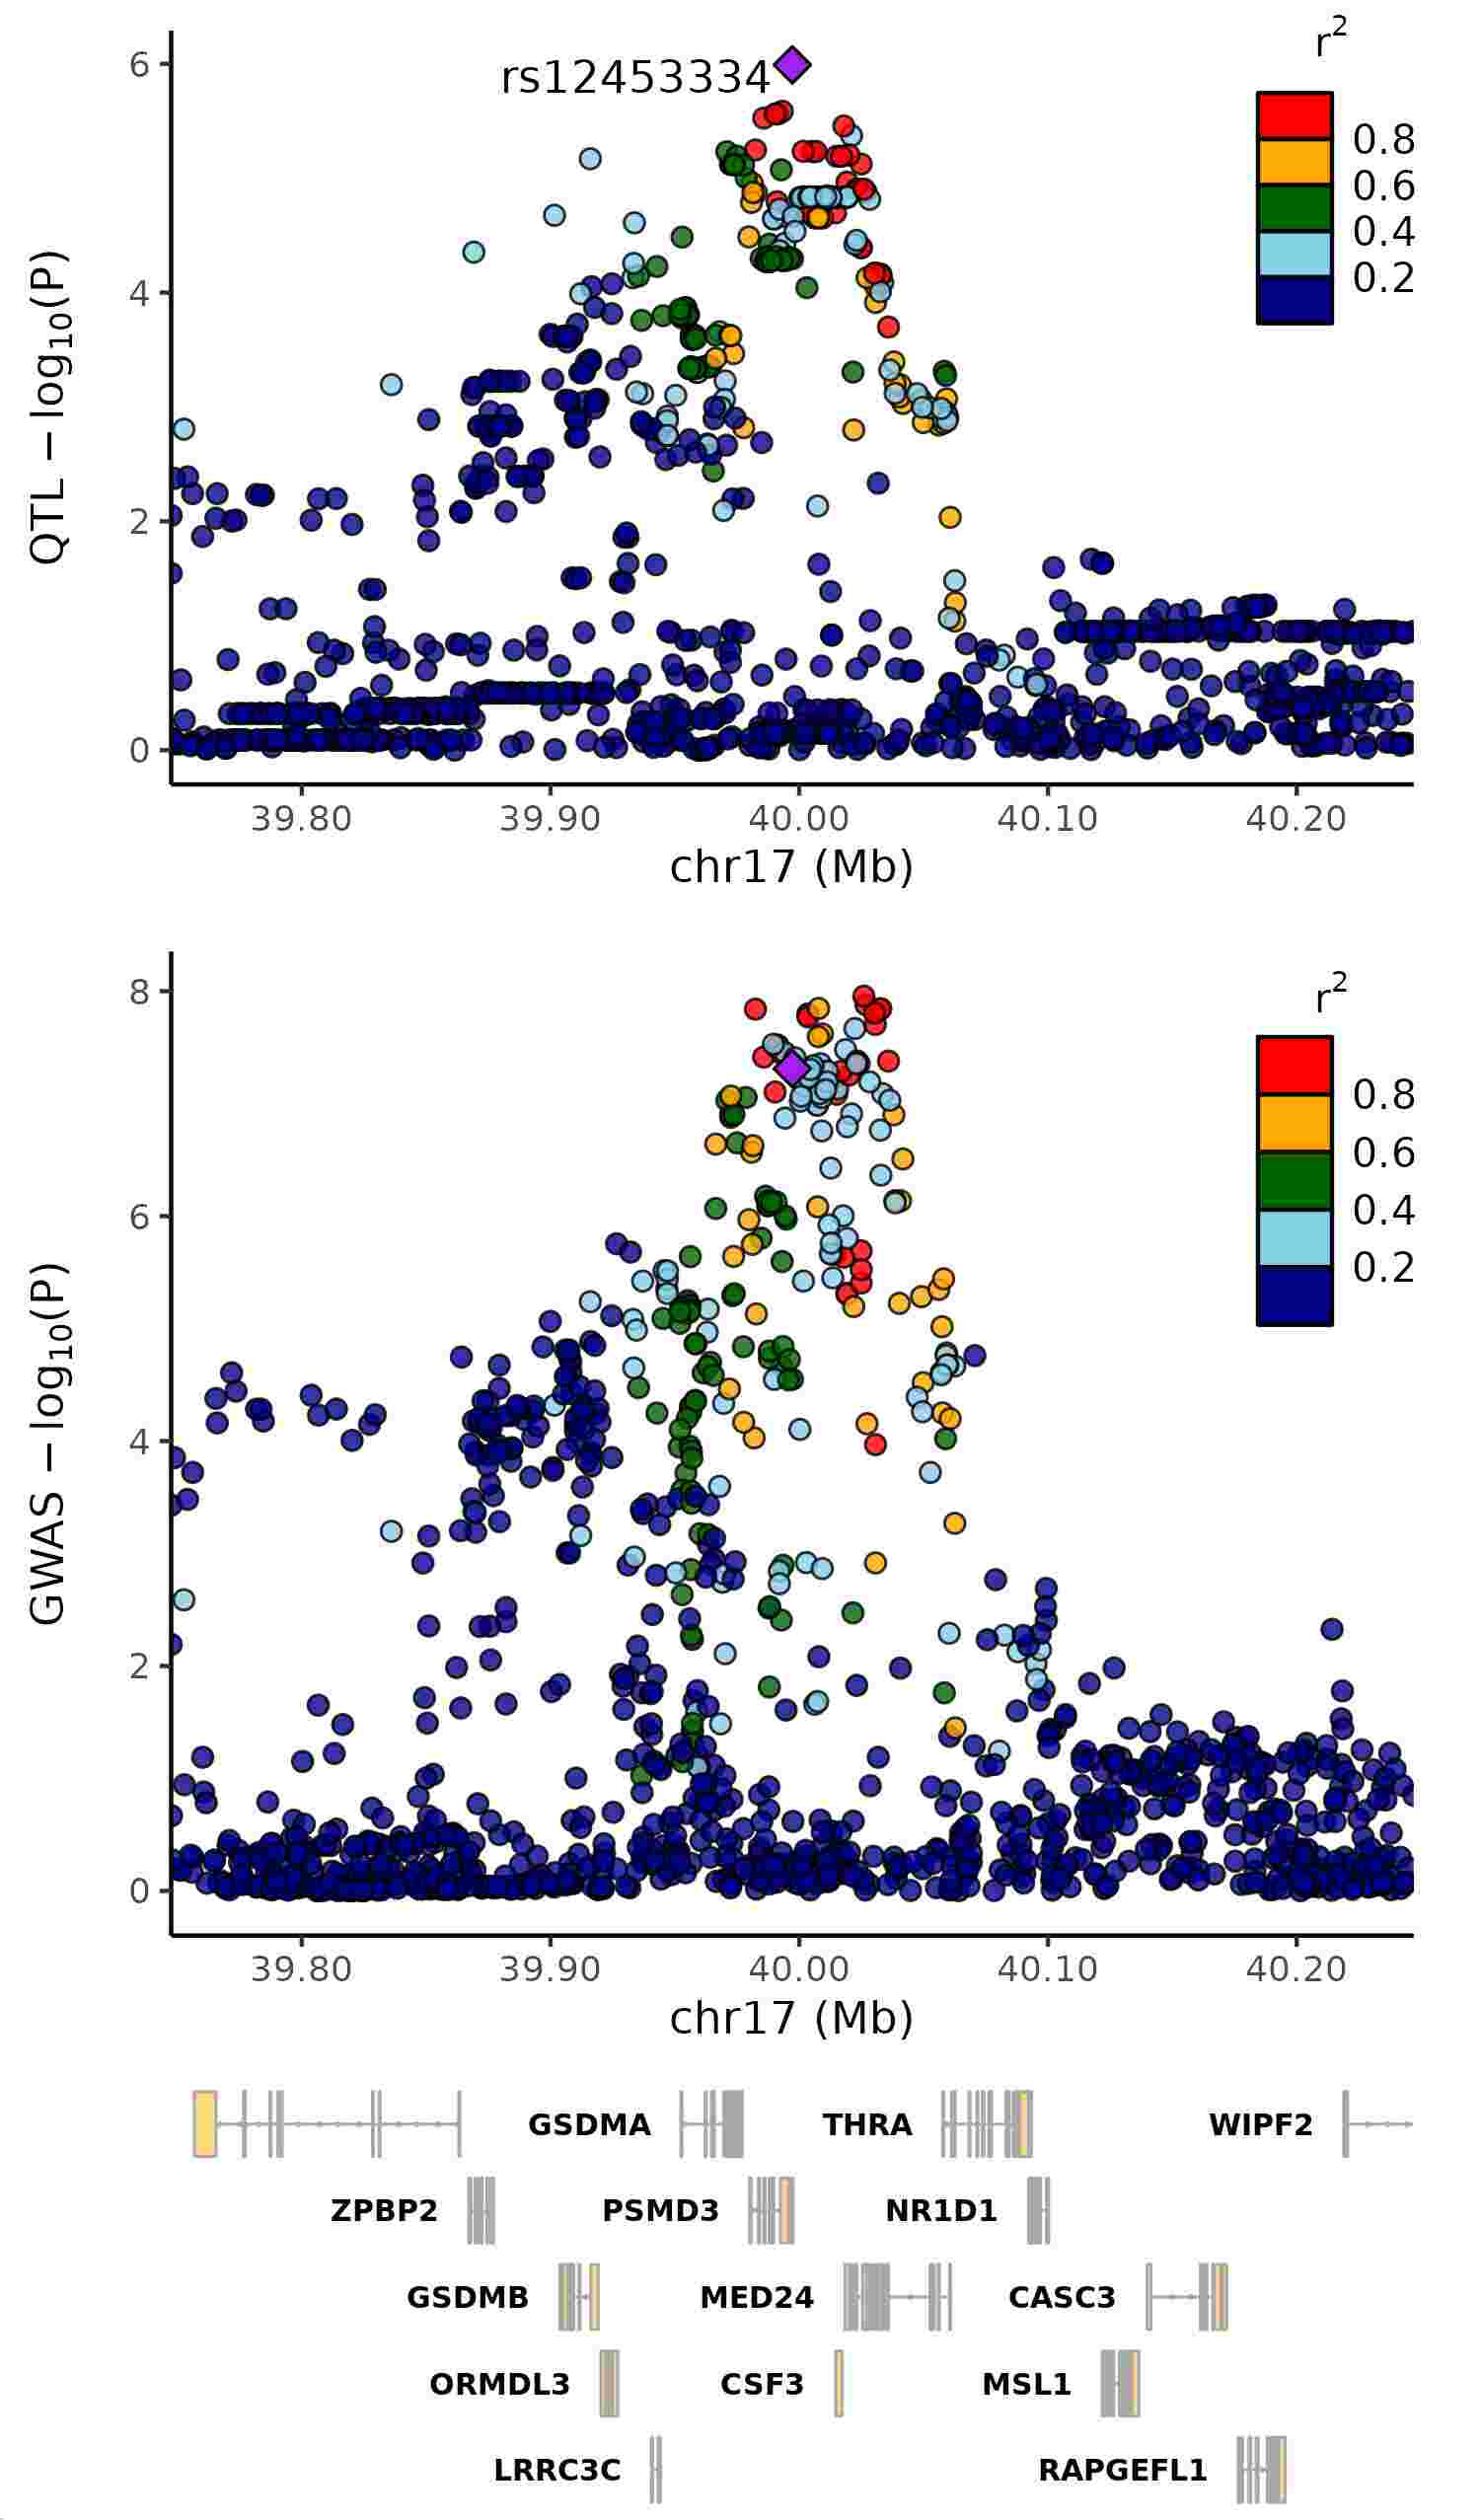 r²
6
rs12453334
0.8
0.6
0.4
0.2
4
2
0
QTL − log₁₀(P)
39.80 39.90 40.00 40.10 40.20
chr17 (Mb)
r²
8
0.8
0.6
0.4
0.2
6
4
2
0
GWAS − log₁₀(P)
39.80 39.90 40.00 40.10 40.20
chr17 (Mb)
GSDMA THRA WIPF2
ZPBP2 PSMD3 NR1D1
GSDMB MED24 CASC3
ORMDL3 CSF3 MSL1
LRRC3C RAPGEFL1